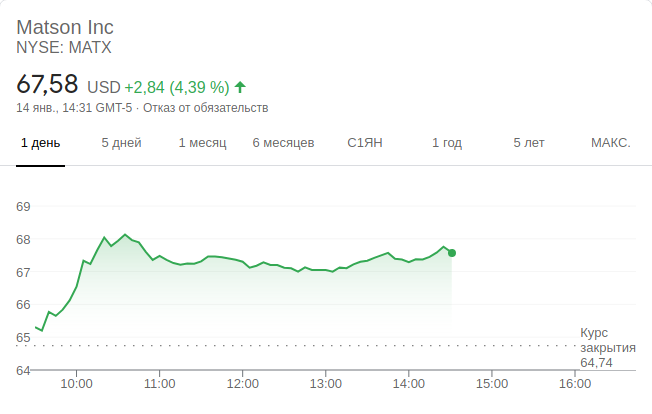 Matson Inc
NYSE: MATX
67,58 USD +2,84 (4,39 %)
14 янв., 14:31 GMT-5 · Отказ от обязательств
1 день 5 дней 1 месяц 6 месяцев С1ЯН 1 год 5 лет МАКС.
69
68
67
66
65
64
Курс
закрытия
64,74
10:00 11:00 12:00 13:00 14:00 15:00 16:00